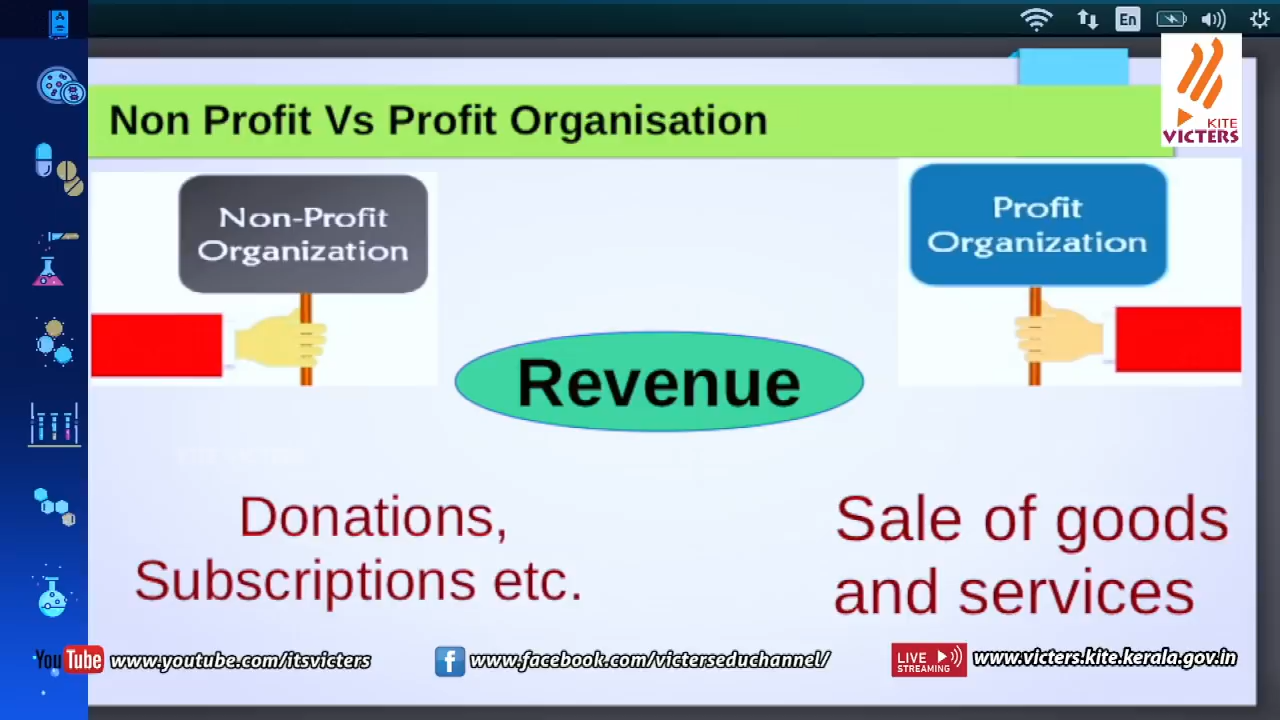 En
KITE
VICTERS
Non Profit Vs Profit Organisation
Non-Profit
Organization
Profit
Organization
Revenue
Donations,
Subscriptions etc.
Sale of goods
and services
YouTube www.youtube.com/itsvicters
f www.facebook.com/victerseduchannel/
LIVE
STREAMING
www.victers.kite.kerala.gov.in